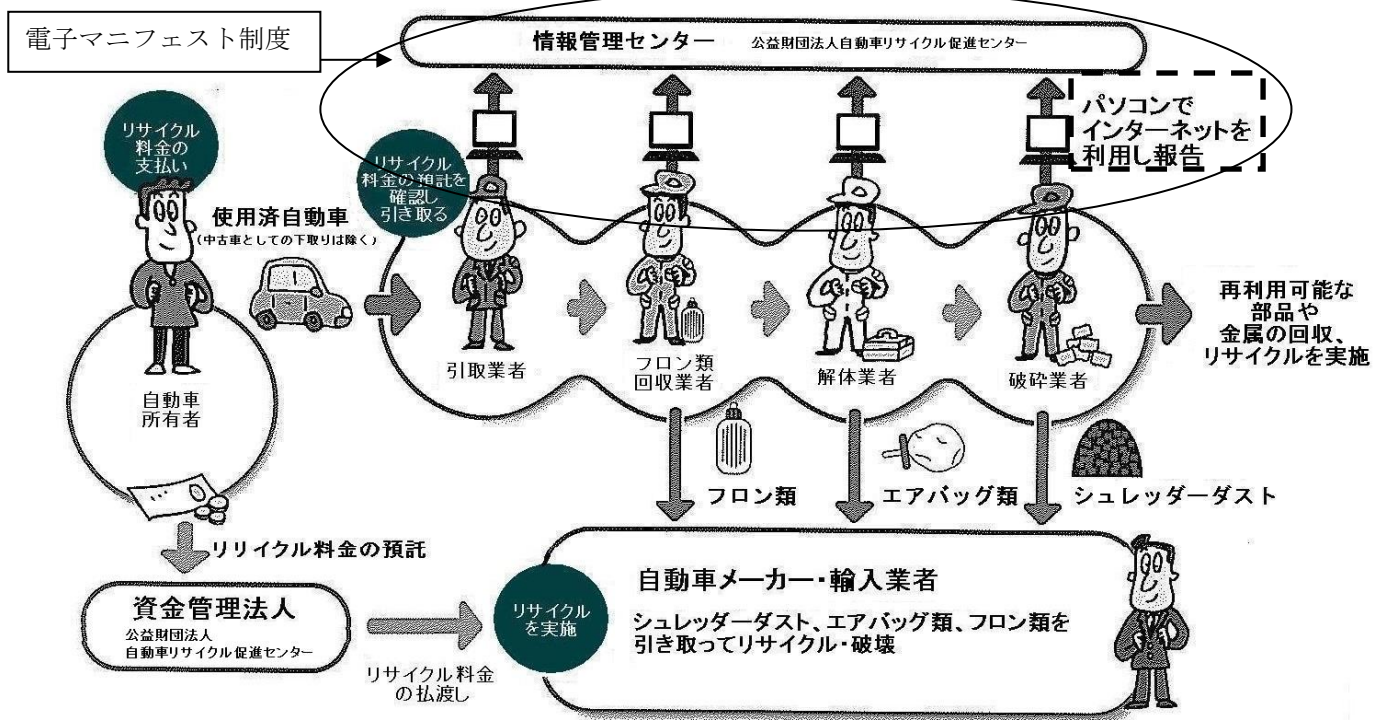 電子マニフェスト制度
情報管理センター 公益財団法人自動車リサイクル促進センター
パソコンで
インターネットを
利用し報告
リサイクル
料金の
支払い
リサイクル
料金の預託を
確認し
引き取る
使用済自動車
(中古車としての下取りは除く)
自動車
所有者
引取業者
フロン類
回収業者
解体業者
破砕業者
再利用可能な
部品や
金属の回収、
リサイクルを実施
フロン類
エアバッグ類
シュレッダーダスト
リリイクル料金の預託
資金管理法人
公益財団法人
自動車リサイクル促進センター
リサイクル料金
の払渡し
リサイクル
を実施
自動車メーカー・輸入業者
シュレッダーダスト、エアバッグ類、フロン類を
引き取ってリサイクル・破壊